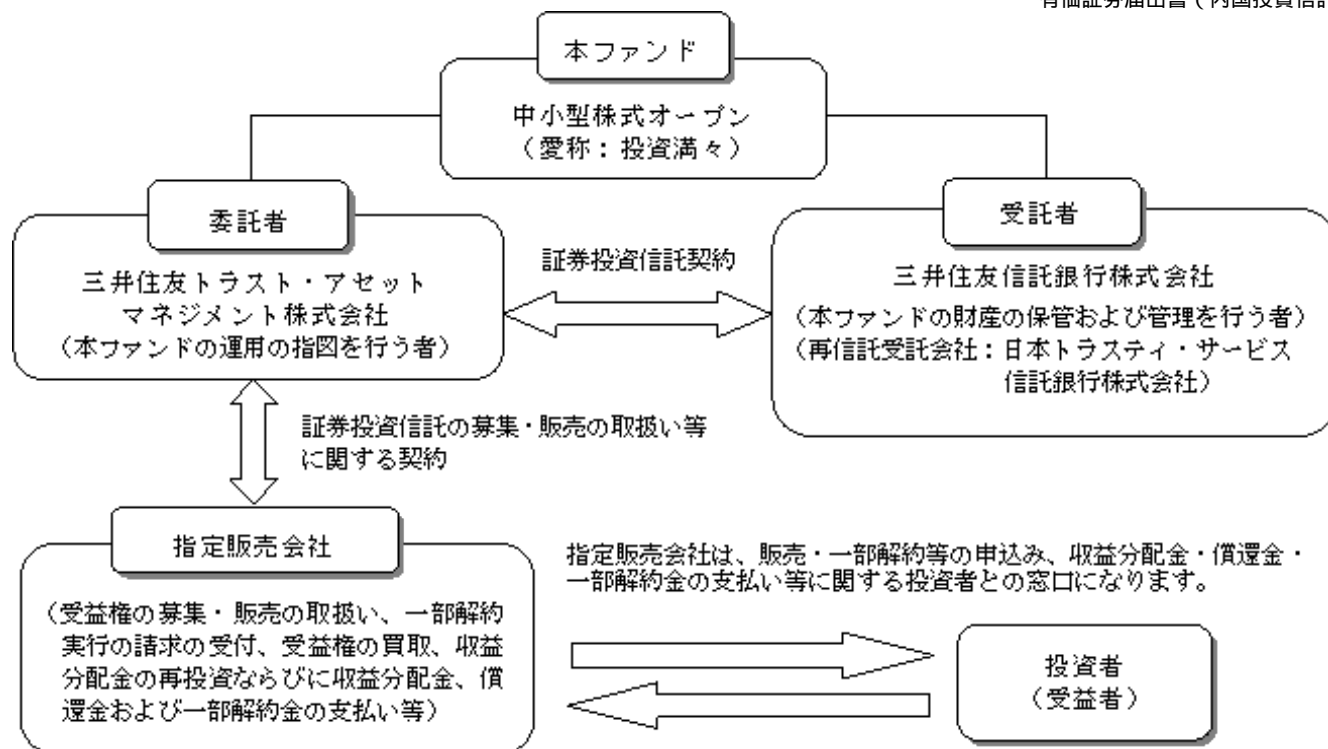 有価証券届出書（内国投資信託
本ファンド
中小型株式オープン
（愛称：投資満々）
委託者
三井住友トラスト・アセット
マネジメント株式会社
（本ファンドの運用の指図を行う者）
証券投資信託契約
受託者
三井住友信託銀行株式会社
（本ファンドの財産の保管および管理を行う者）
（再信託受託会社：日本トラスティ・サービス
信託銀行株式会社）
証券投資信託の募集・販売の取扱い等
に関する契約
指定販売会社
（受益権の募集・販売の取扱い、一部解約
実行の請求の受付、受益権の買取、収益
分配金の再投資ならびに収益分配金、償
還金および一部解約金の支払い等）
指定販売会社は、販売・一部解約等の申込み、収益分配金・償還金・
一部解約金の支払い等に関する投資者との窓口になります。
投資者
（受益者）